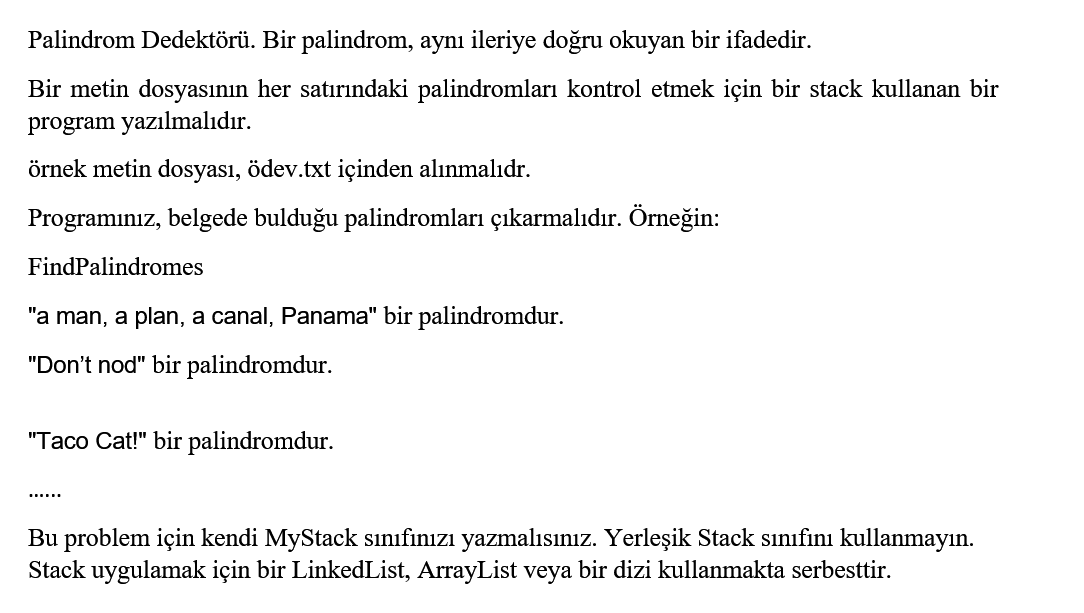 Palindrom Dedektörü. Bir palindrom, aynı ileriye doğru okuyan bir ifadedir.
Bir metin dosyasının her satırındaki palindromları kontrol etmek için bir stack kullanan bir
program yazılmalıdır.
örnek metin dosyası, ödev.txt içinden alınmalıdr.
Programınız, belgede bulduğu palindromları çıkarmalıdır. Örneğin:
FindPalindromes
"a man, a plan, a canal, Panama" bir palindromdur.
"Don’t nod" bir palindromdur.
"Taco Cat!" bir palindromdur.
......
Bu problem için kendi MyStack sınıfınızı yazmalısınız. Yerleşik Stack sınıfını kullanmayın.
Stack uygulamak için bir LinkedList, ArrayList veya bir dizi kullanmakta serbesttir.